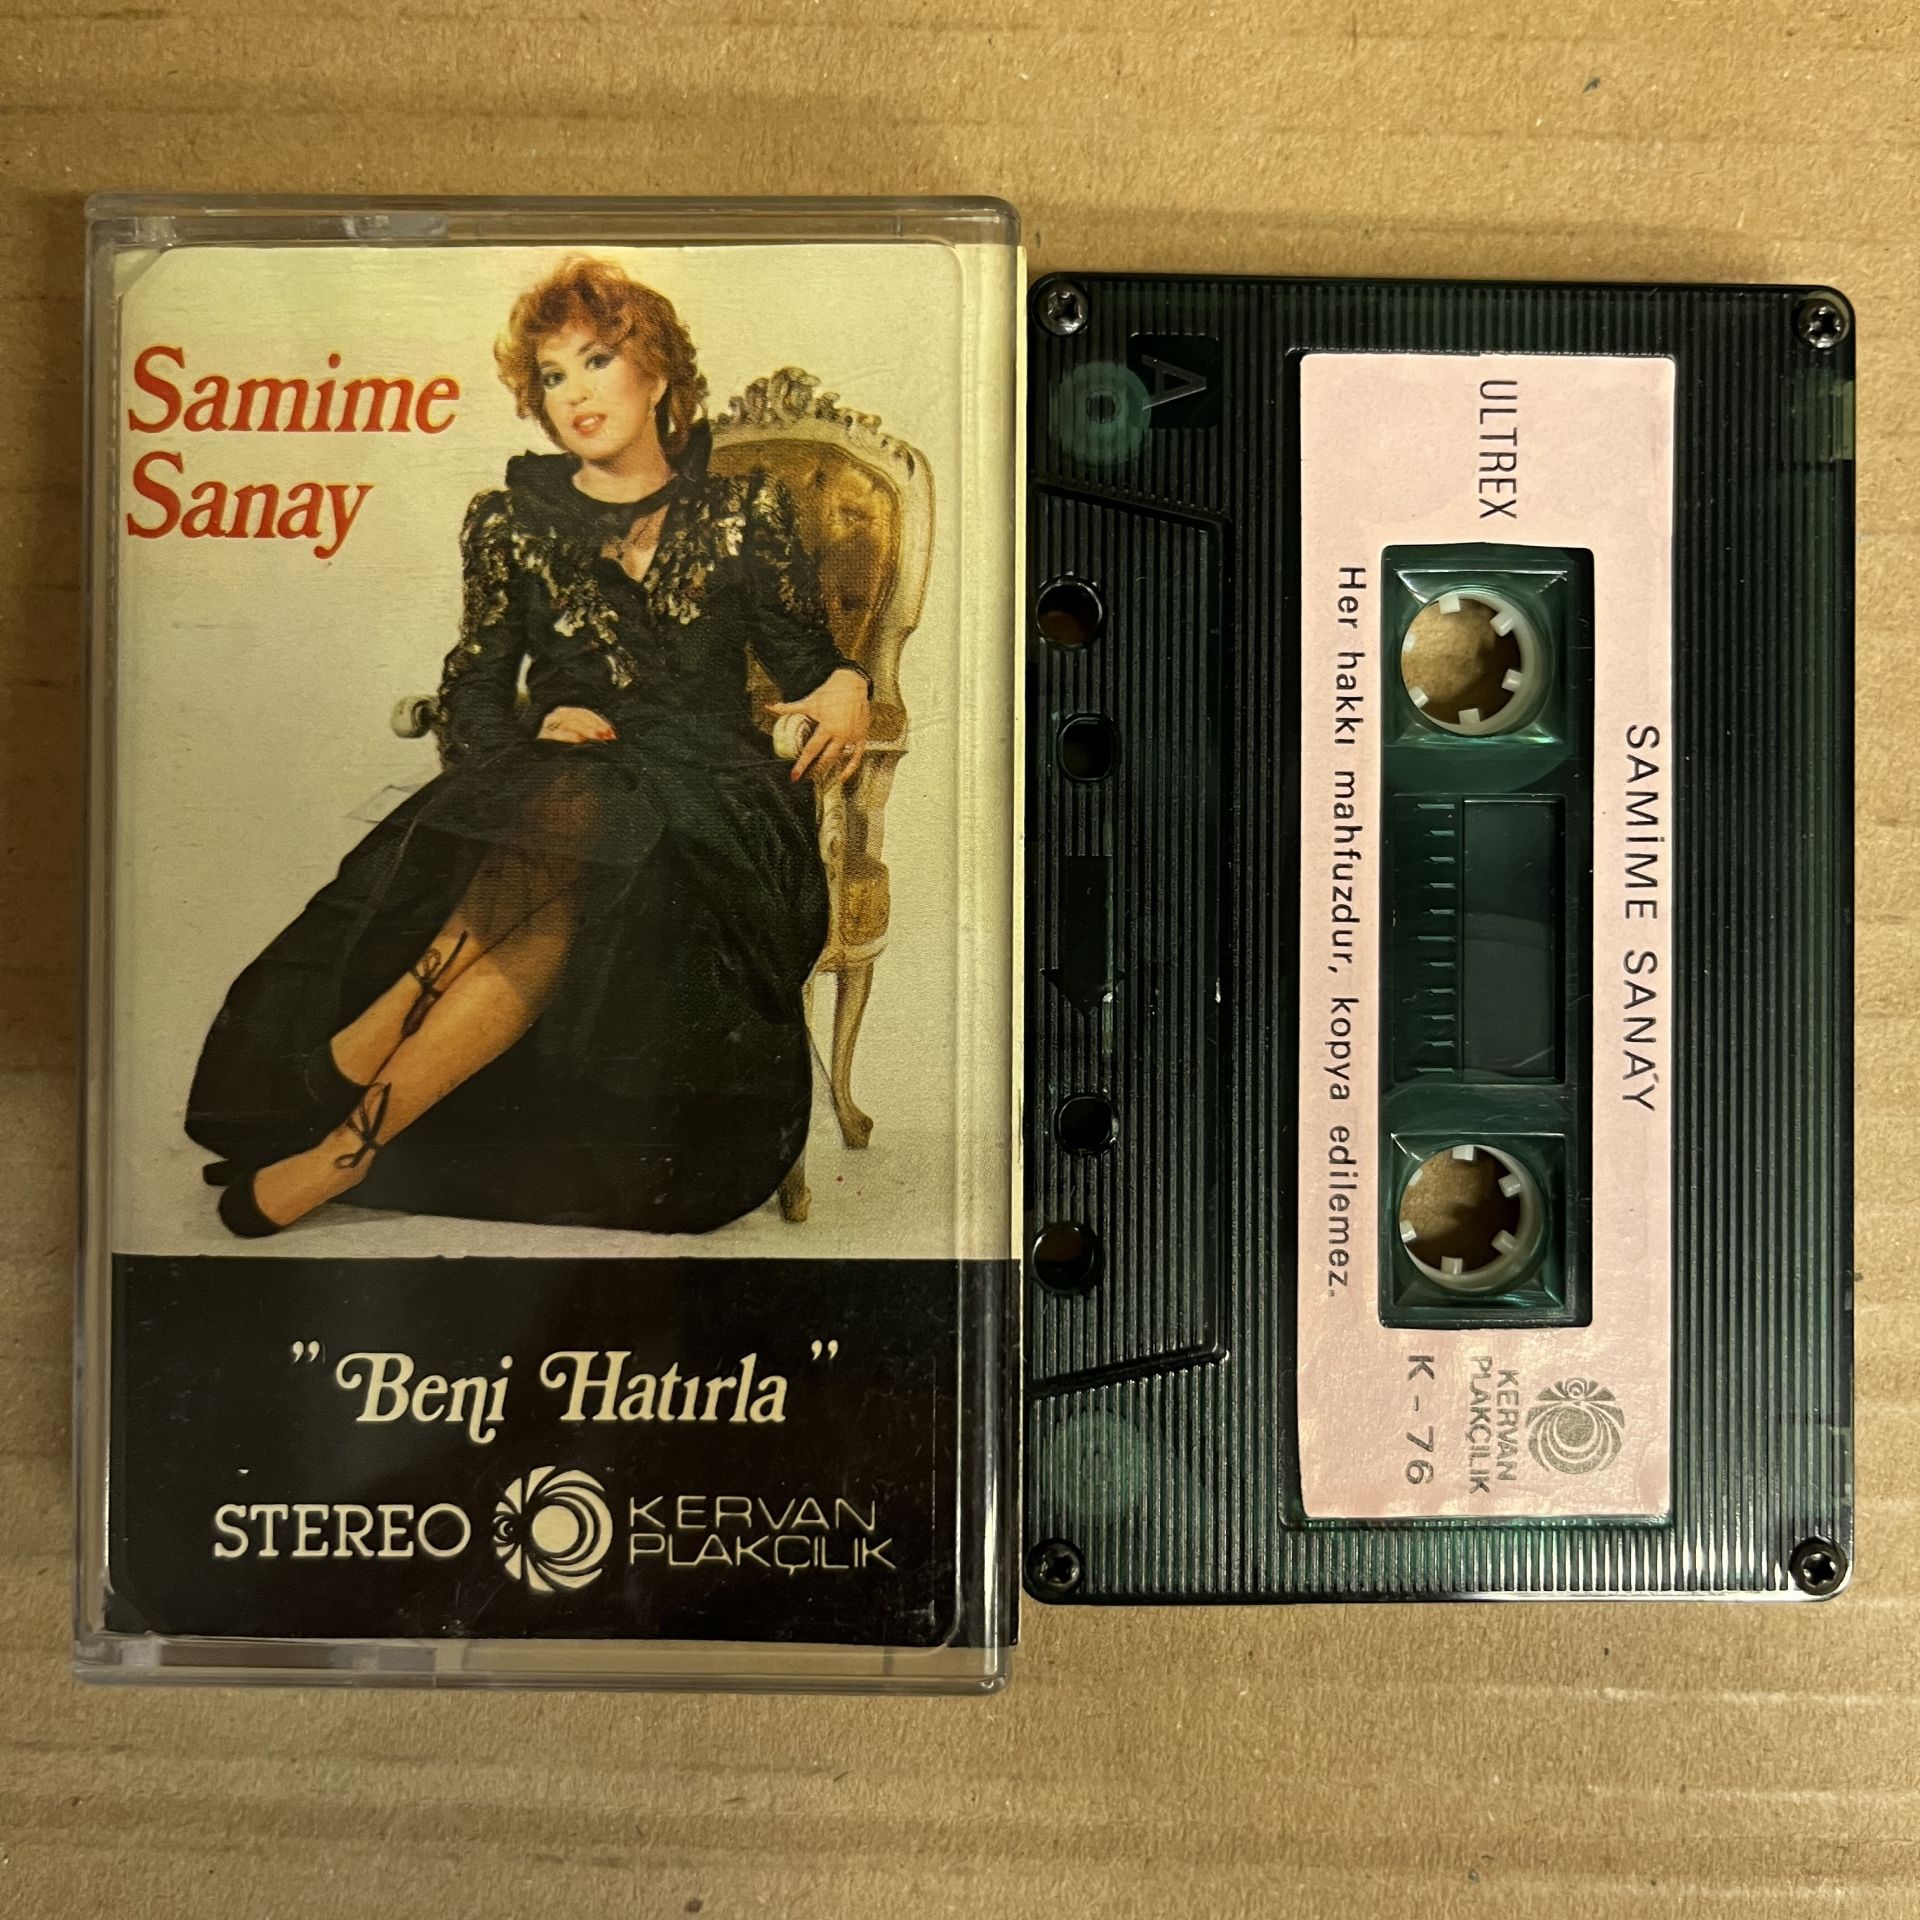 Samime
Sanay
"Beni Hatırla"
STEREO
KERVAN
PLAKÇILIK
A
ULTREX
SAMİME SANAY
Her hakkı mahfuzdur, kopya edilemez.
KERVAN
PLAKÇILIK
K-76